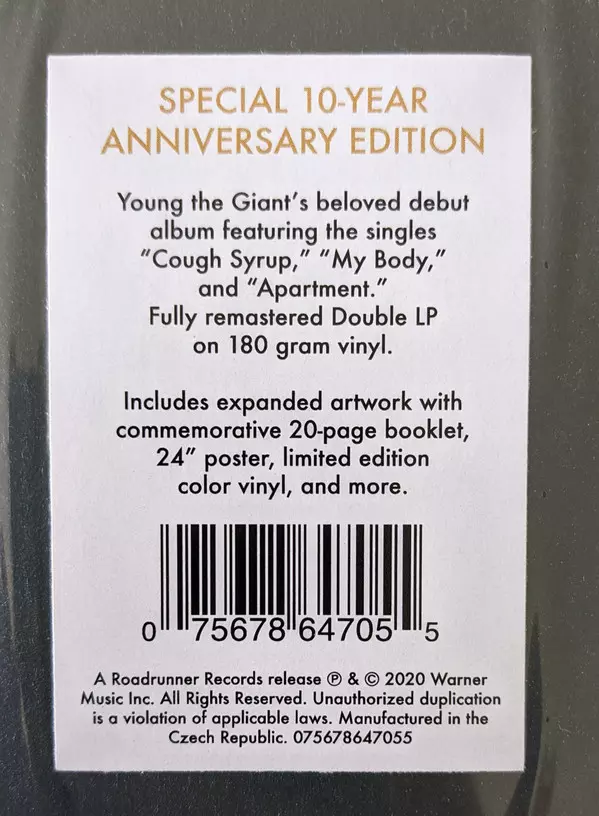 SPECIAL 10-YEAR
ANNIVERSARY EDITION
Young the Giant’s beloved debut
album featuring the singles
“Cough Syrup,” “My Body,”
and “Apartment.”
Fully remastered Double LP
on 180 gram vinyl.
Includes expanded artwork with
commemorative 20-page booklet,
24” poster, limited edition
color vinyl, and more.
0 75678 64705 5
A Roadrunner Records release ℗ & © 2020 Warner
Music Inc. All Rights Reserved. Unauthorized duplication
is a violation of applicable laws. Manufactured in the
Czech Republic. 075678647055